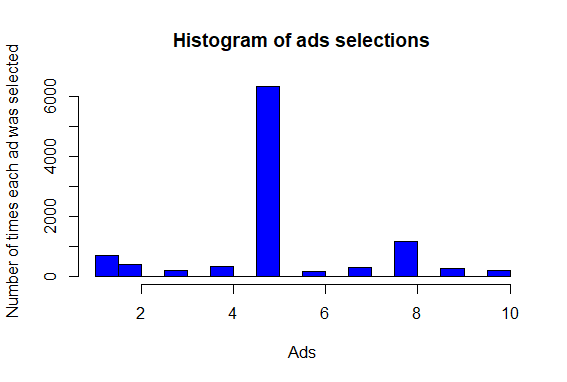 Histogram of ads selections
Number of times each ad was selected
6000
4000
2000
0
2 4 6 8 10
Ads